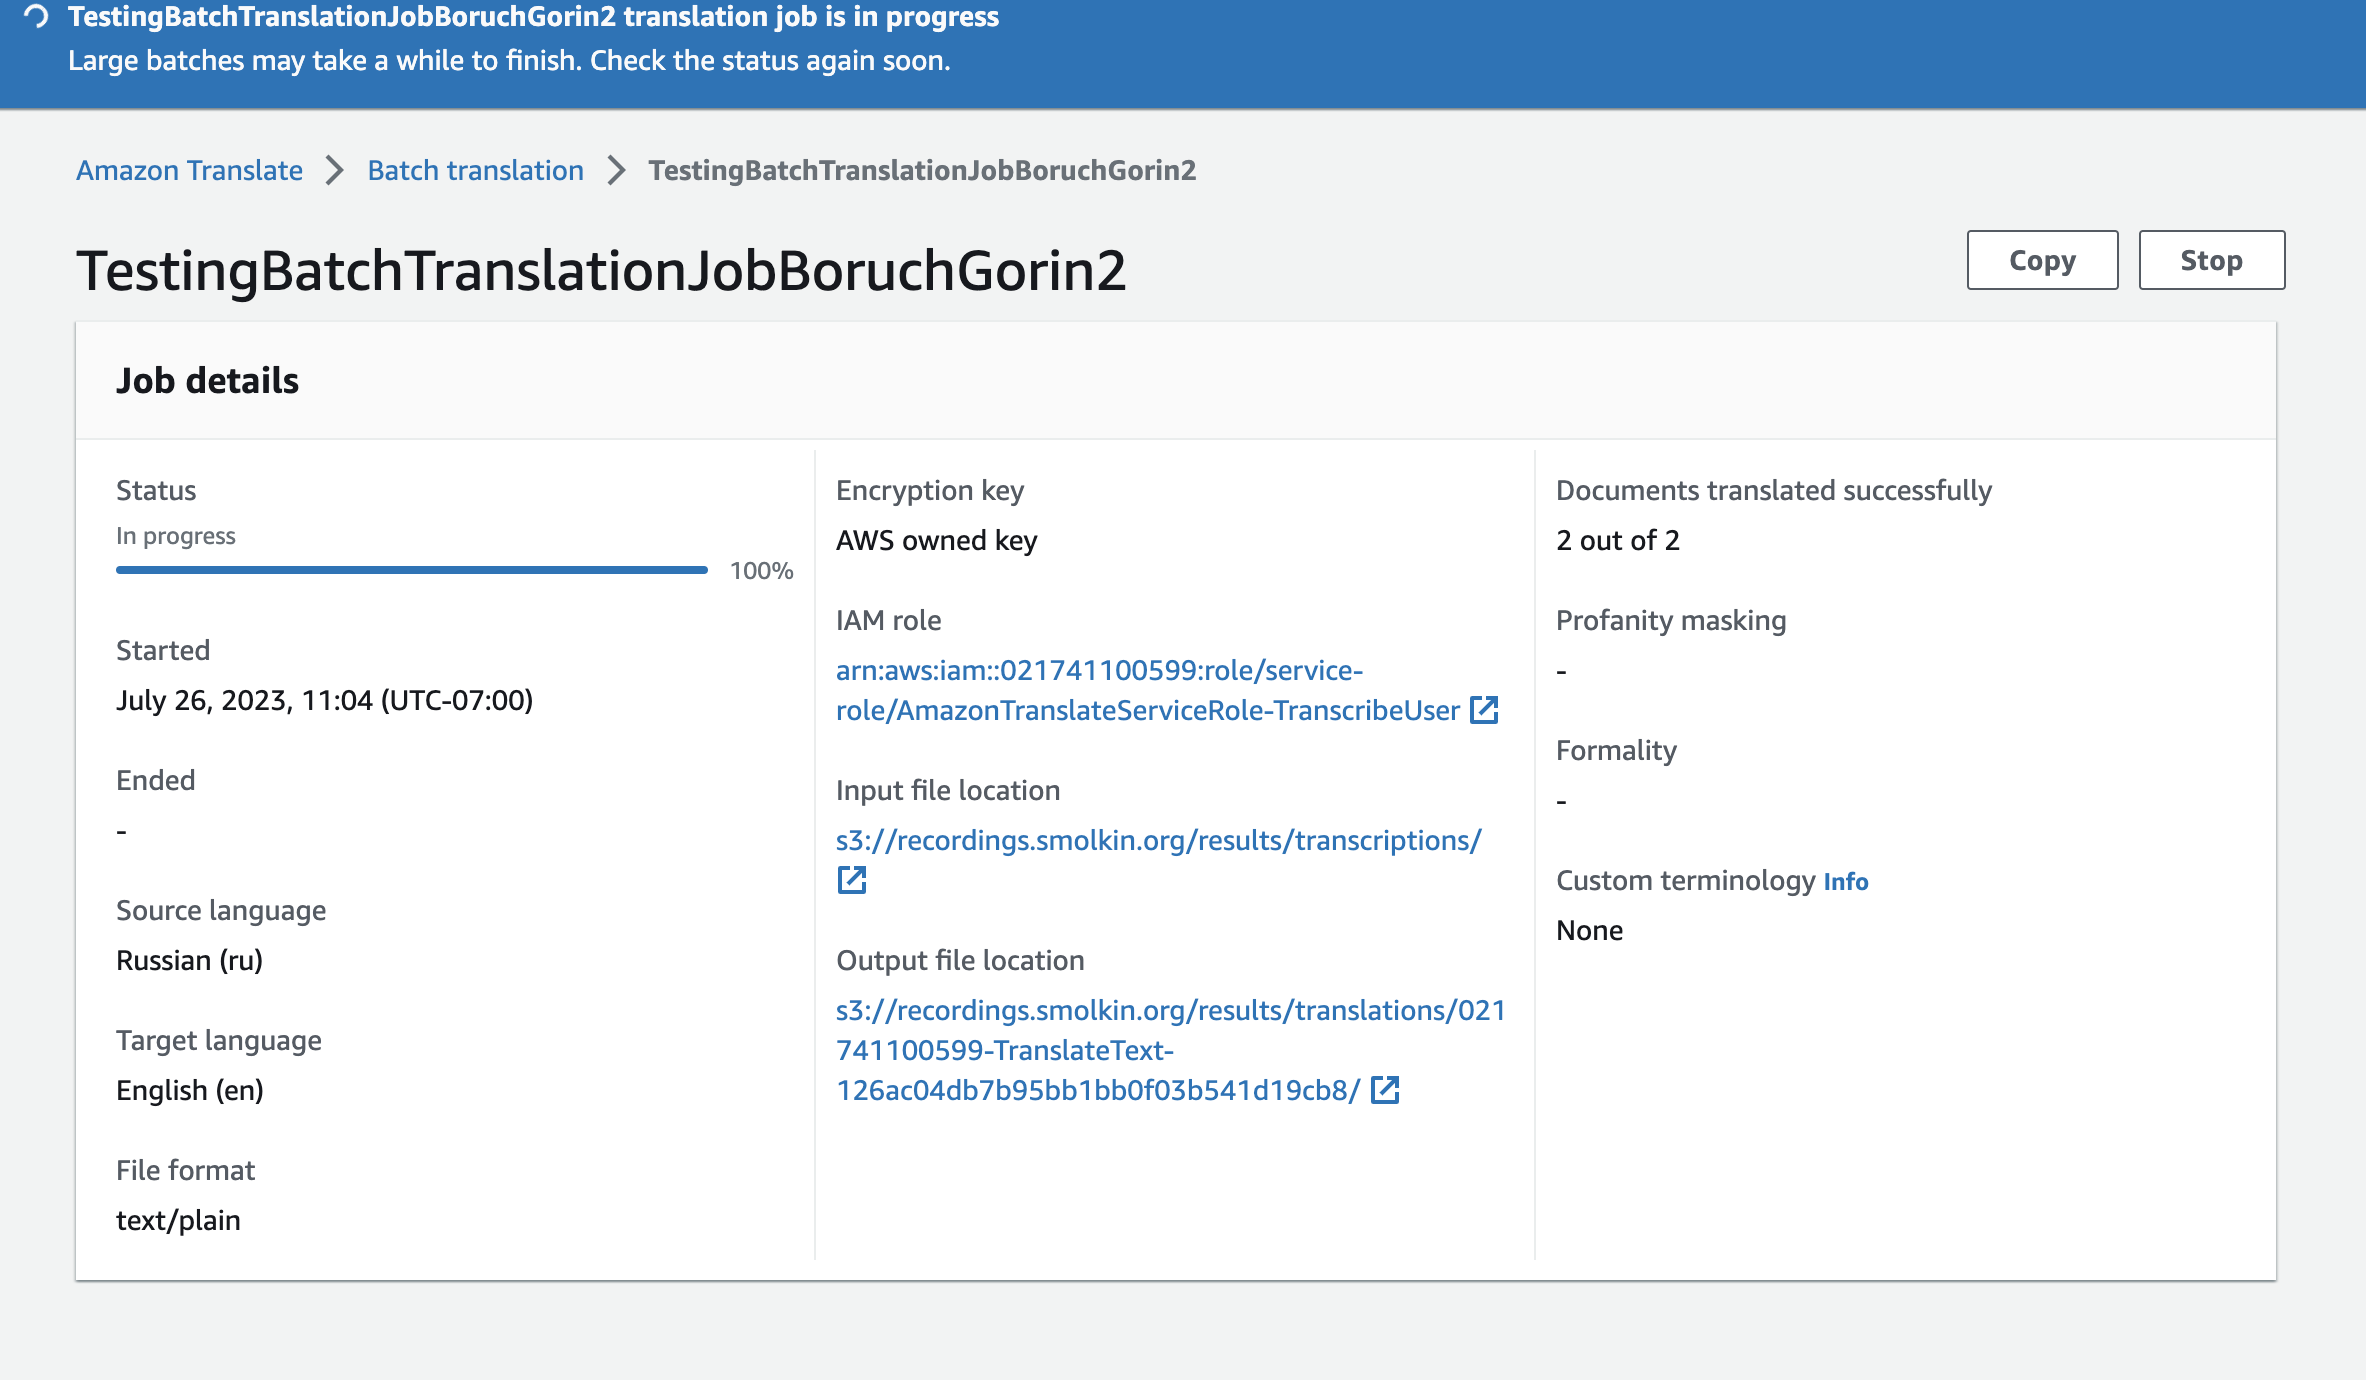 TestingBatchTranslationJobBoruchGorin2 translation job is in progress
Large batches may take a while to finish. Check the status again soon.
Amazon Translate > Batch translation > TestingBatchTranslationJobBoruchGorin2
TestingBatchTranslationJobBoruchGorin2
Copy
Stop
Job details
Status
In progress
100%
Started
July 26, 2023, 11:04 (UTC-07:00)
Ended
-
Source language
Russian (ru)
Target language
English (en)
File format
text/plain
Encryption key
AWS owned key
IAM role
arn:aws:iam::021741100599:role/service-
role/AmazonTranslateServiceRole-TranscribeUser
Input file location
s3://recordings.smolkin.org/results/transcriptions/
Output file location
s3://recordings.smolkin.org/results/translations/021
741100599-TranslateText-
126ac04db7b95bb1bb0f03b541d19cb8/
Documents translated successfully
2 out of 2
Profanity masking
-
Formality
-
Custom terminology Info
None